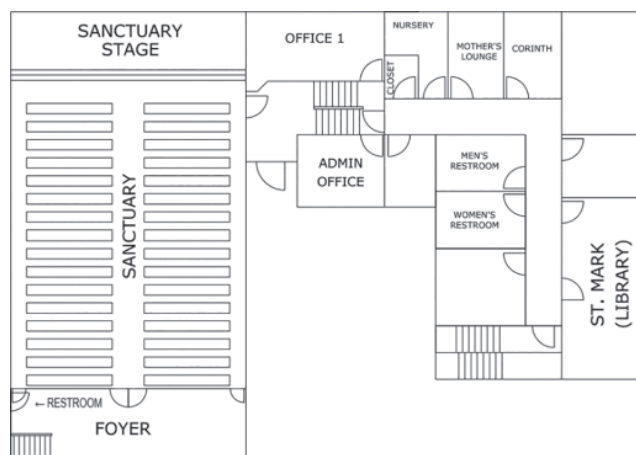 SANCTUARY
STAGE
OFFICE 1
NURSERY
CLOSET
MOTHER'S
LOUNGE
CORINTH
SANCTUARY
ADMIN
OFFICE
MEN'S
RESTROOM
WOMEN'S
RESTROOM
ST. MARK
(LIBRARY)
← RESTROOM
FOYER